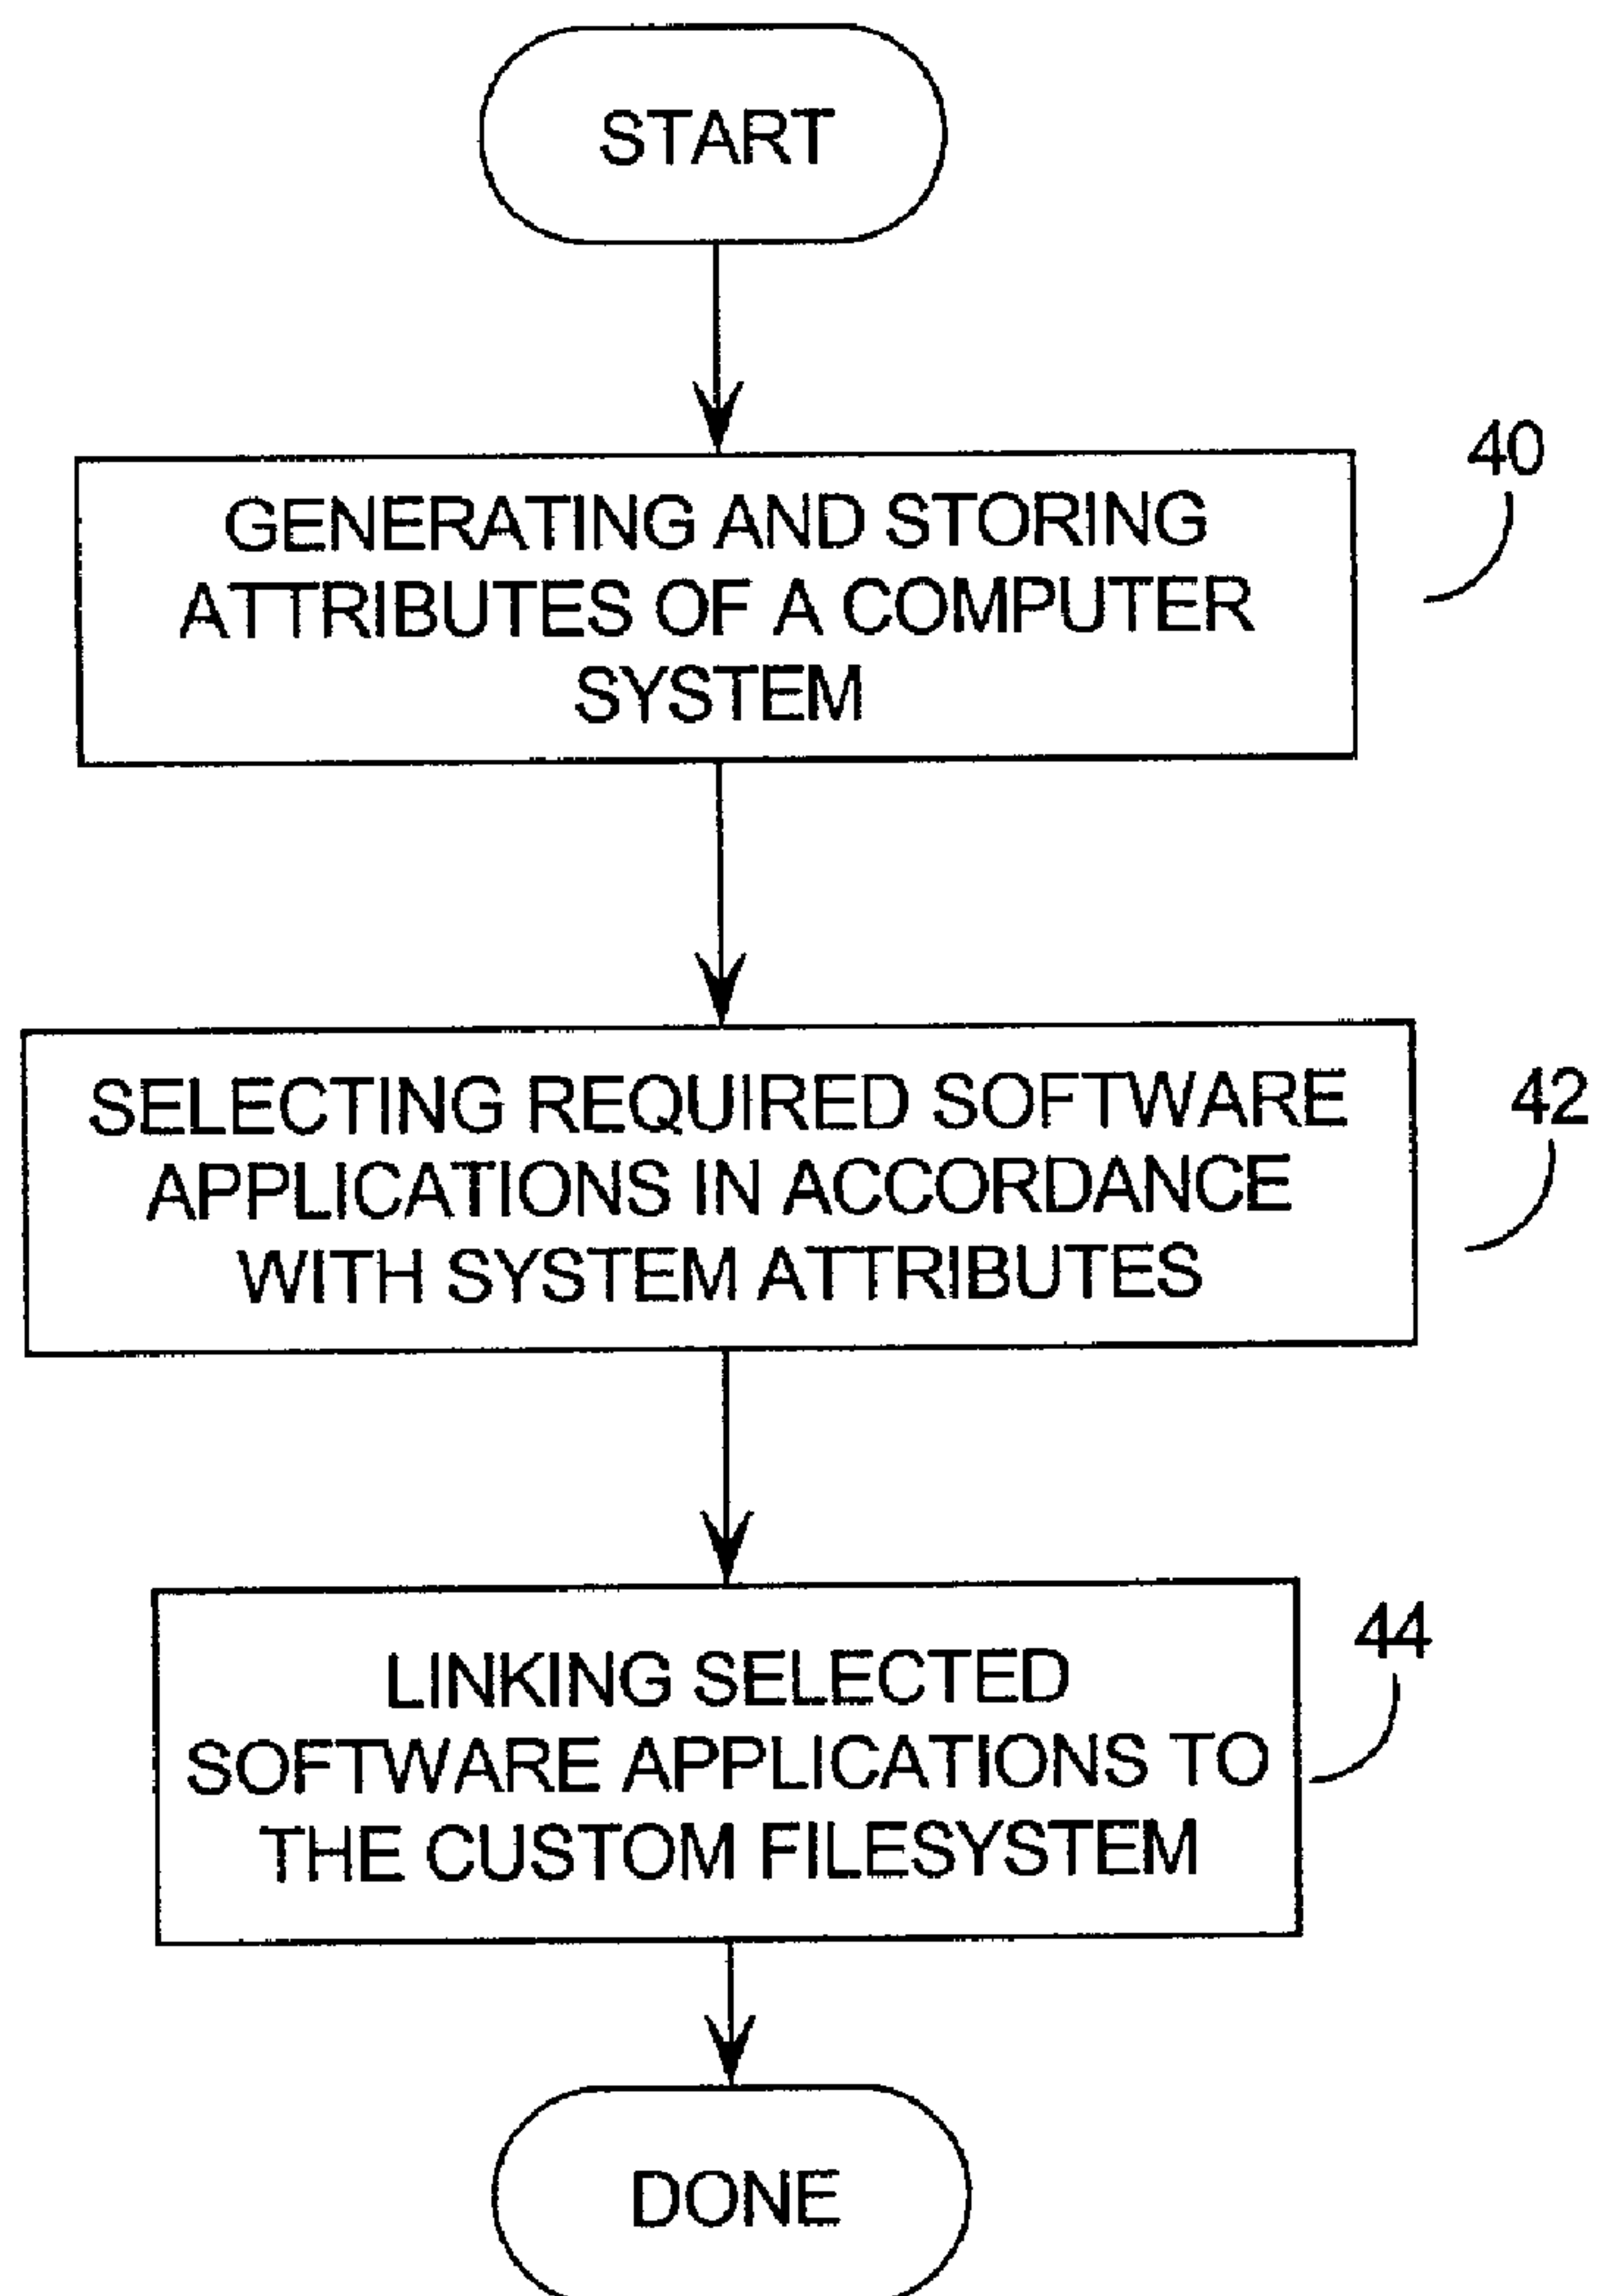 START
40
GENERATING AND STORING
ATTRIBUTES OF A COMPUTER
SYSTEM
42
SELECTING REQUIRED SOFTWARE
APPLICATIONS IN ACCORDANCE
WITH SYSTEM ATTRIBUTES
44
LINKING SELECTED
SOFTWARE APPLICATIONS TO
THE CUSTOM FILESYSTEM
DONE